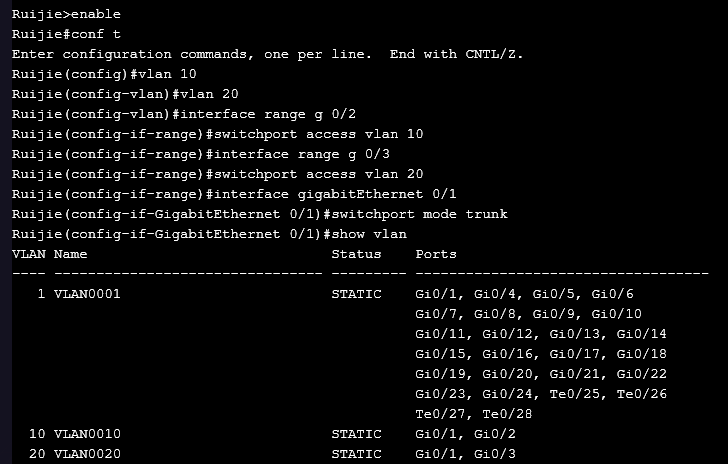 Ruijie>enable
Ruijie#conf t
Enter configuration commands, one per line.  End with CNTL/Z.
Ruijie(config)#vlan 10
Ruijie(config-vlan)#vlan 20
Ruijie(config-vlan)#interface range g 0/2
Ruijie(config-if-range)#switchport access vlan 10
Ruijie(config-if-range)#interface range g 0/3
Ruijie(config-if-range)#switchport access vlan 20
Ruijie(config-if-range)#interface gigabitEthernet 0/1
Ruijie(config-if-GigabitEthernet 0/1)#switchport mode trunk
Ruijie(config-if-GigabitEthernet 0/1)#show vlan
VLAN Name                             Status    Ports
---- -------------------------------- --------- -----------------------------------
   1 VLAN0001                         STATIC    Gi0/1, Gi0/4, Gi0/5, Gi0/6
                                                Gi0/7, Gi0/8, Gi0/9, Gi0/10
                                                Gi0/11, Gi0/12, Gi0/13, Gi0/14
                                                Gi0/15, Gi0/16, Gi0/17, Gi0/18
                                                Gi0/19, Gi0/20, Gi0/21, Gi0/22
                                                Gi0/23, Gi0/24, Te0/25, Te0/26
                                                Te0/27, Te0/28
  10 VLAN0010                         STATIC    Gi0/1, Gi0/2
  20 VLAN0020                         STATIC    Gi0/1, Gi0/3